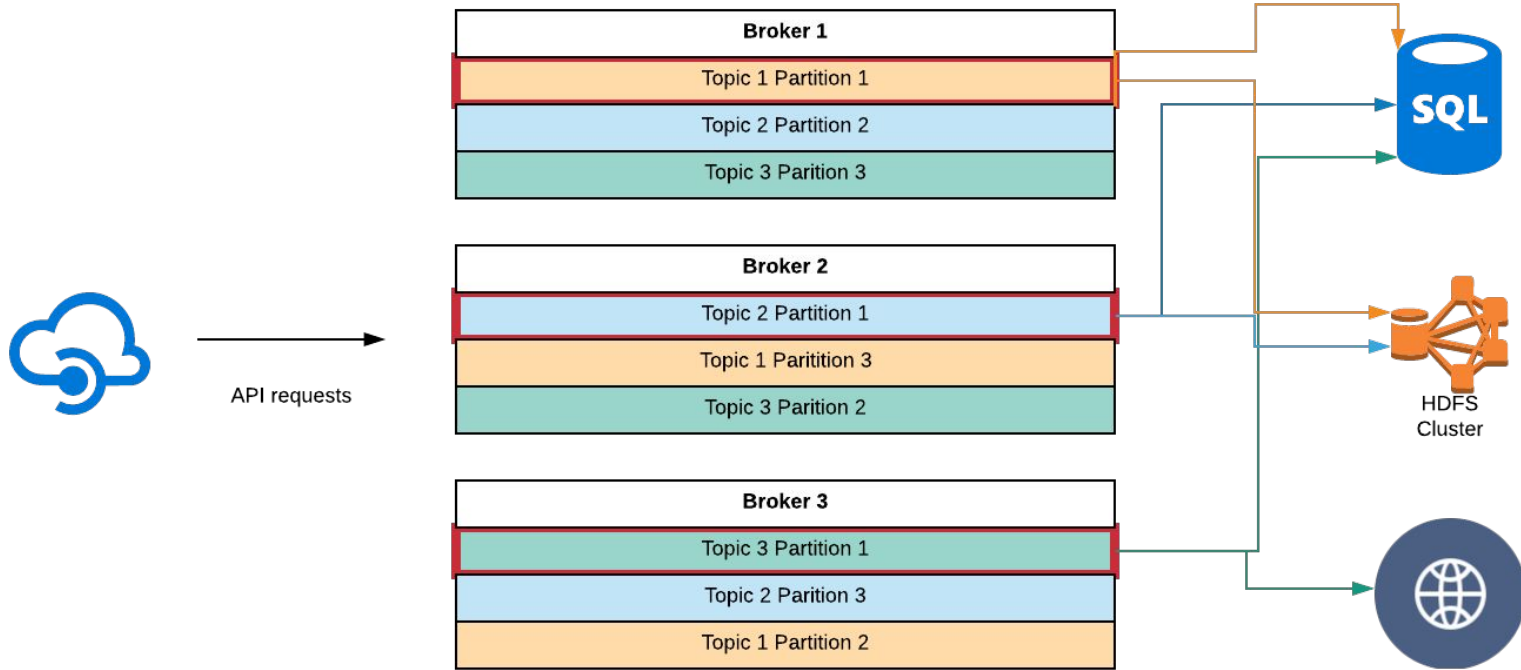 Broker 1
Topic 1 Partition 1
Topic 2 Partition 2
Topic 3 Parition 3
SQL
Broker 2
Topic 2 Partition 1
Topic 1 Paritition 3
Topic 3 Parition 2
API requests
HDFS
Cluster
Broker 3
Topic 3 Partition 1
Topic 2 Parition 3
Topic 1 Partition 2